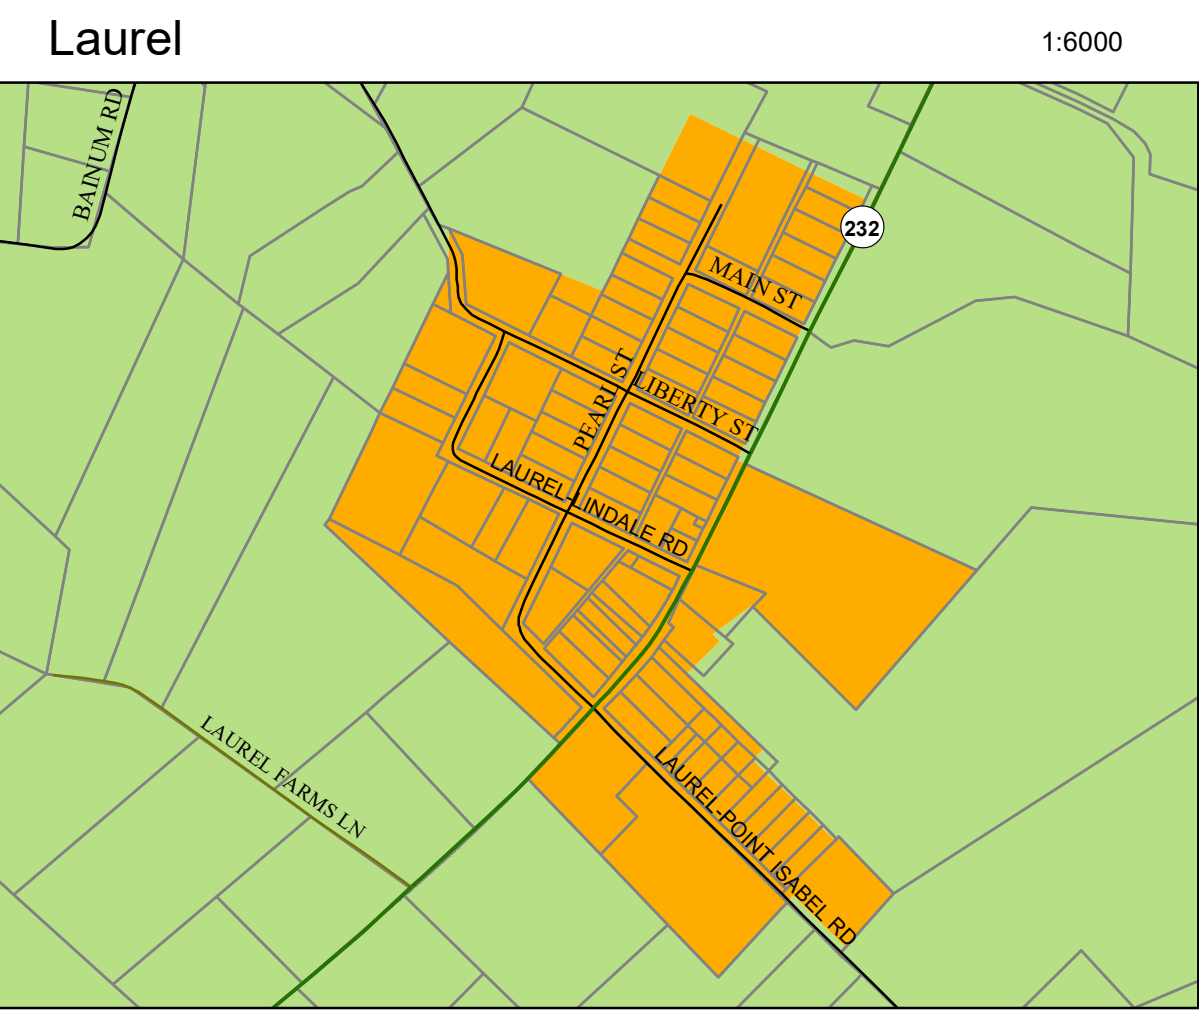 Laurel
1:6000
BAINUM RD
232
MAIN ST
PEARL ST
LIBERTY ST
LAUREL-LINDALE RD
LAUREL FARMS LN
LAUREL-POINT ISABEL RD